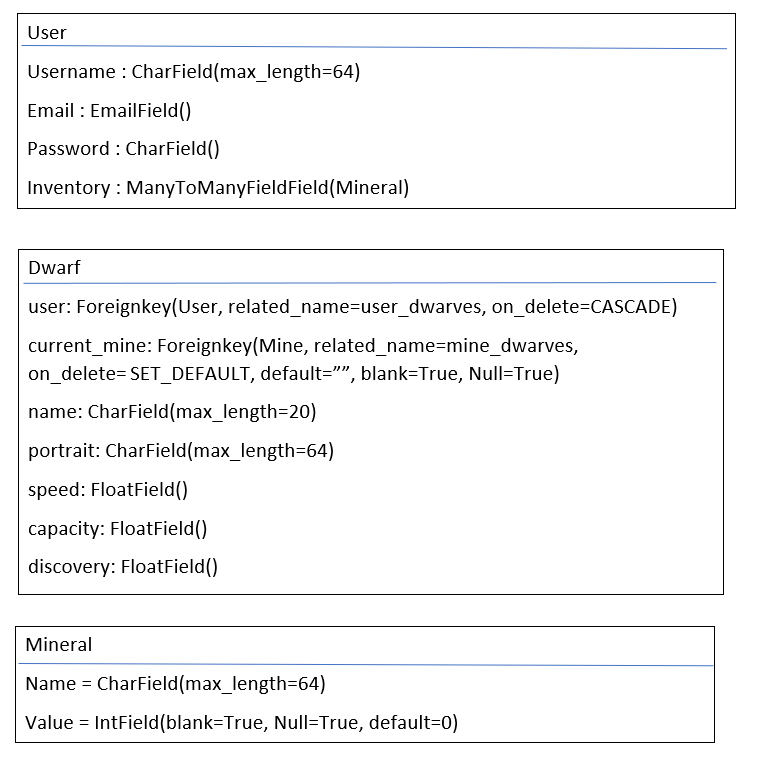 User
Username : CharField(max_length=64)
Email : EmailField()
Password : CharField()
Inventory : ManyToManyFieldField(Mineral)
Dwarf
user: Foreignkey(User, related_name=user_dwarves, on_delete=CASCADE)
current_mine: Foreignkey(Mine, related_name=mine_dwarves,
on_delete= SET_DEFAULT, default=””, blank=True, Null=True)
name: CharField(max_length=20)
portrait: CharField(max_length=64)
speed: FloatField()
capacity: FloatField()
discovery: FloatField()
Mineral
Name = CharField(max_length=64)
Value = IntField(blank=True, Null=True, default=0)